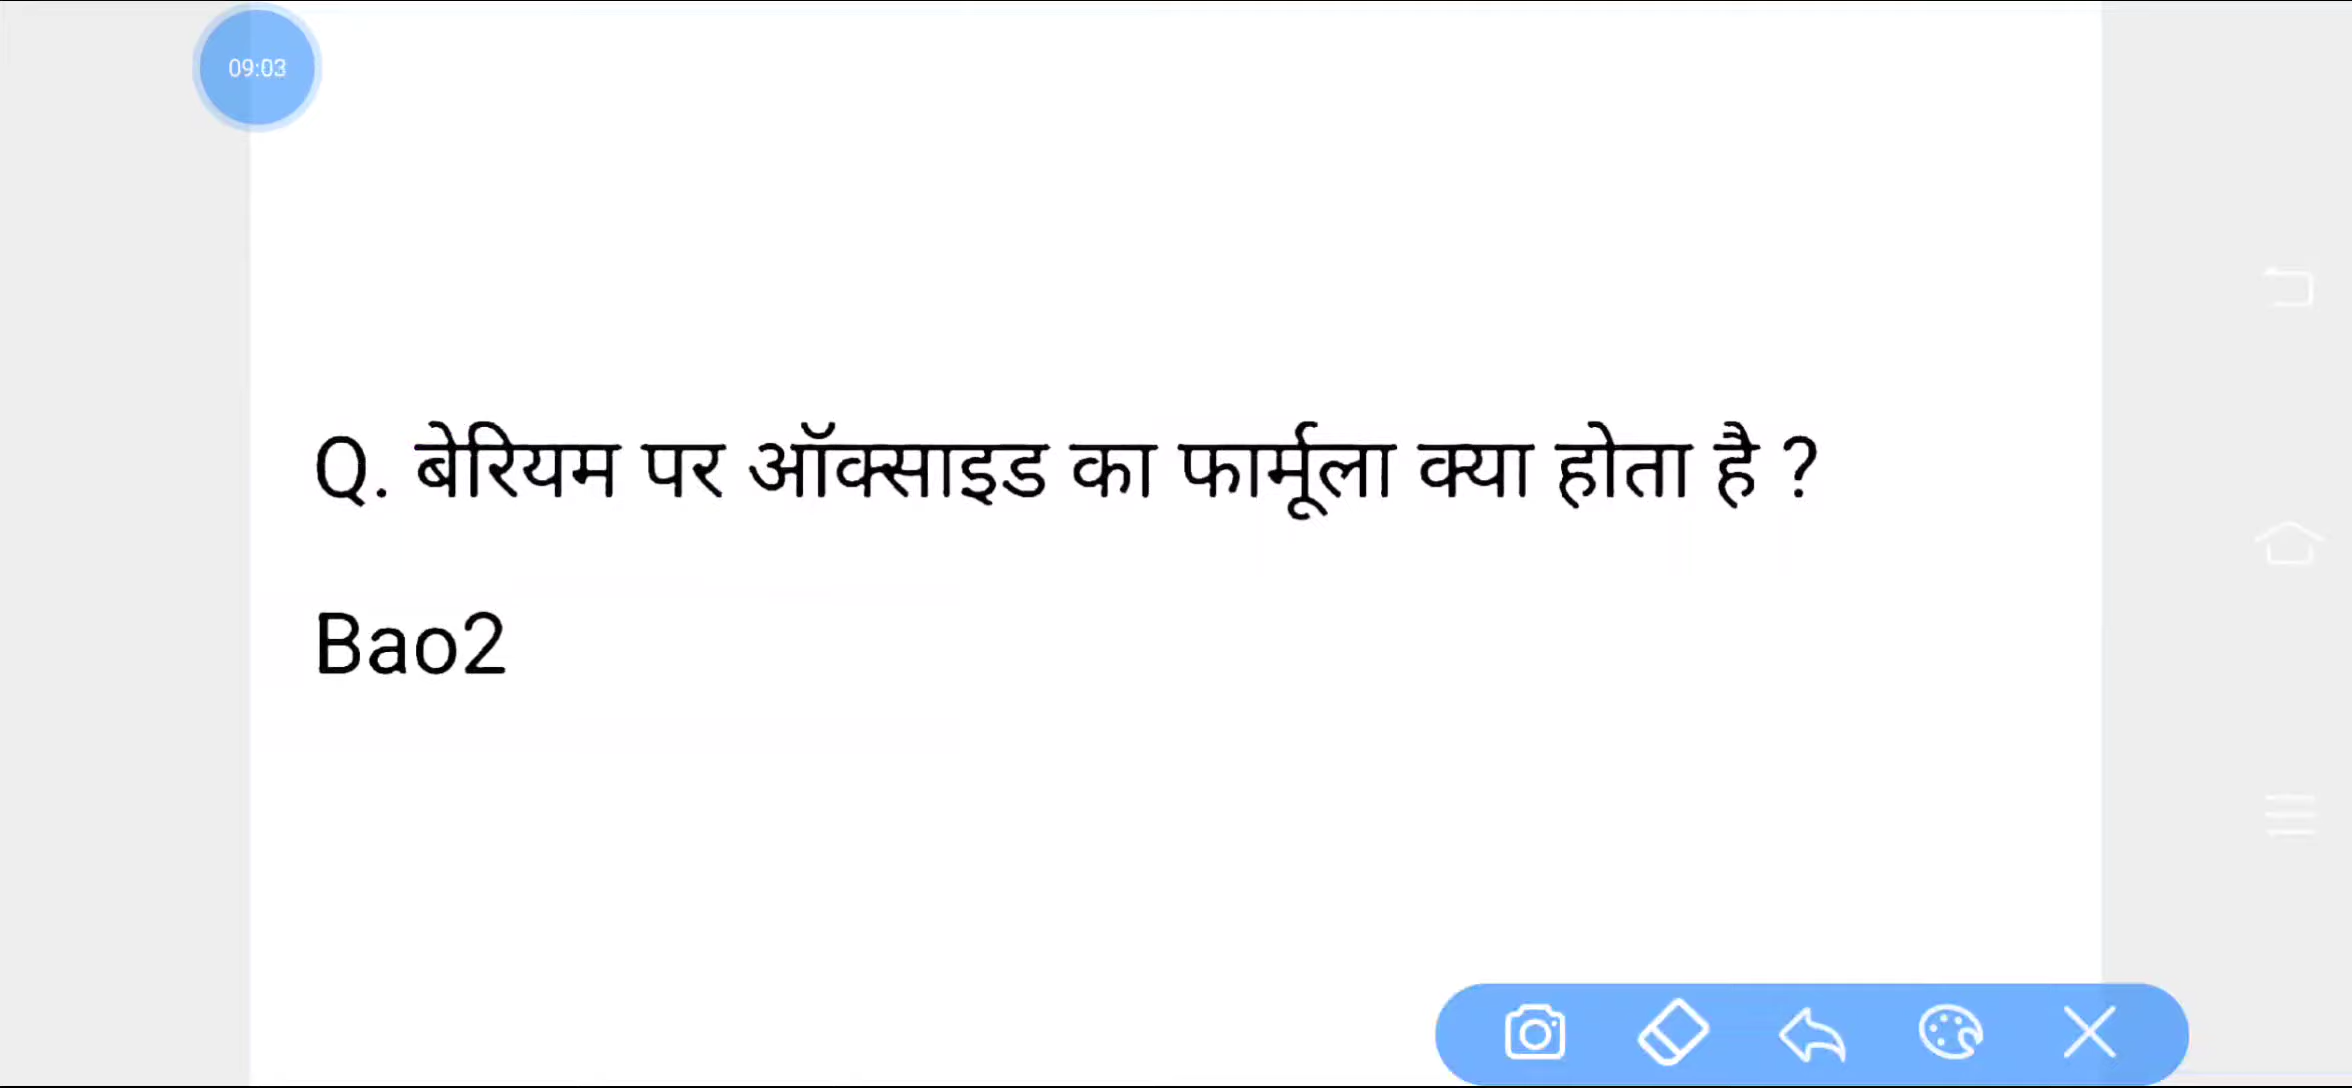 09:03
Q. बेरियम पर ऑक्साइड का फार्मूला क्या होता है ?
Bao2